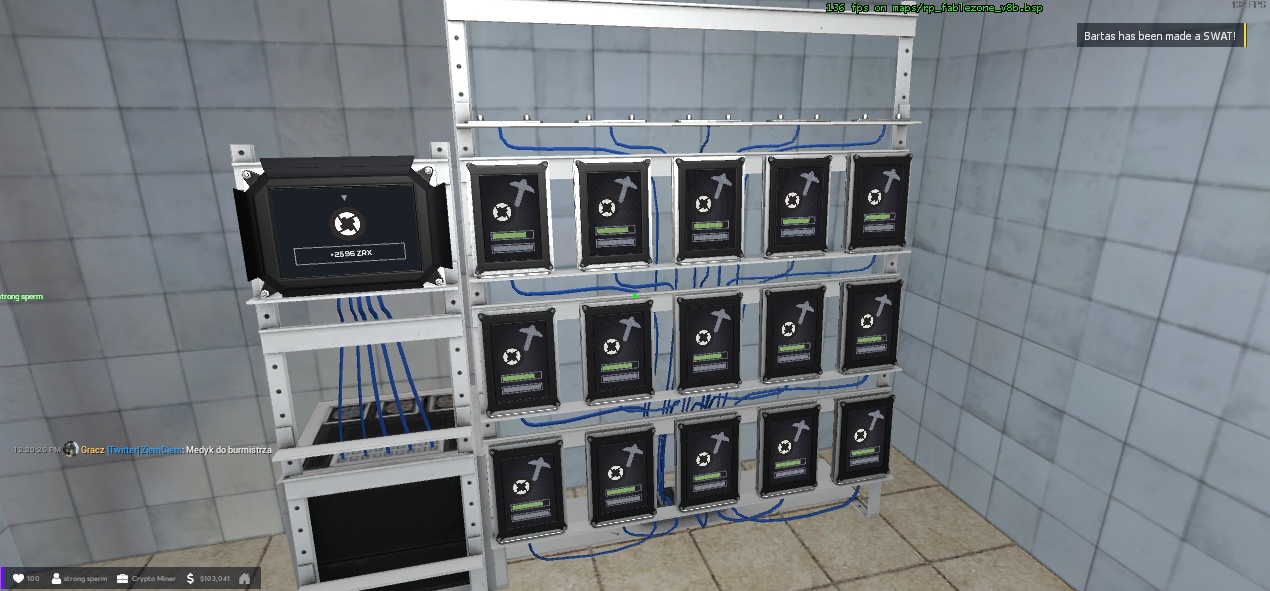 136 fps on maps/rp_fablezone_v8b.bsp
Bartas has been made a SWAT!
+2596 ZRX
strong sperm
12:20:26 PM Gracz [Twitter] ZjemCiem: Medyk do burmistrza
100 strong sperm Crypto Miner $ $103,041